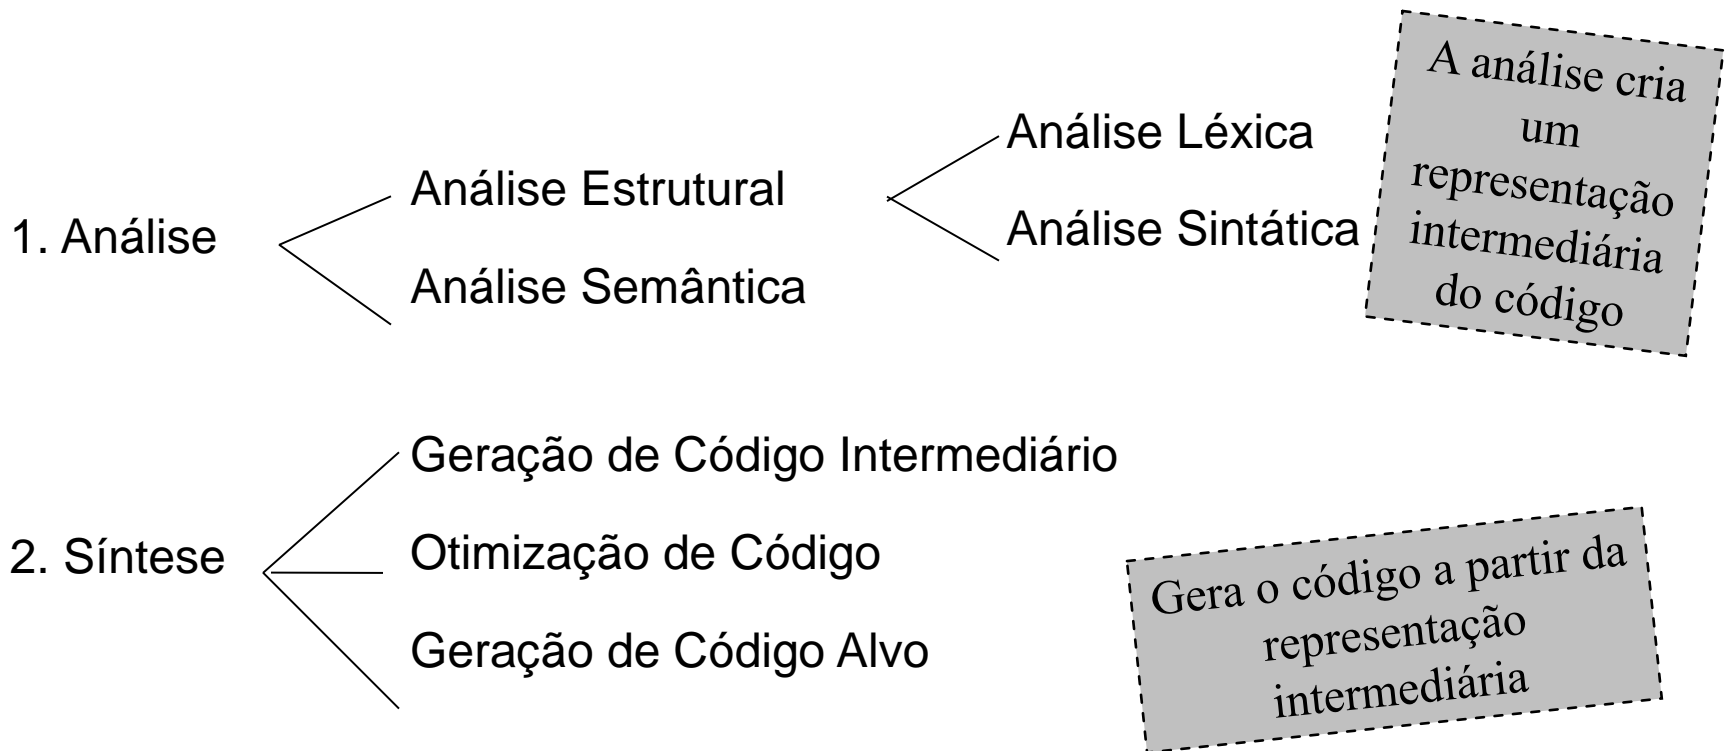 1. Análise
Análise Estrutural
Análise Semântica
Análise Léxica
Análise Sintática
A análise cria
um
representação
intermediária
do código
2. Síntese
Geração de Código Intermediário
Otimização de Código
Geração de Código Alvo
Gera o código a partir da
representação
intermediária